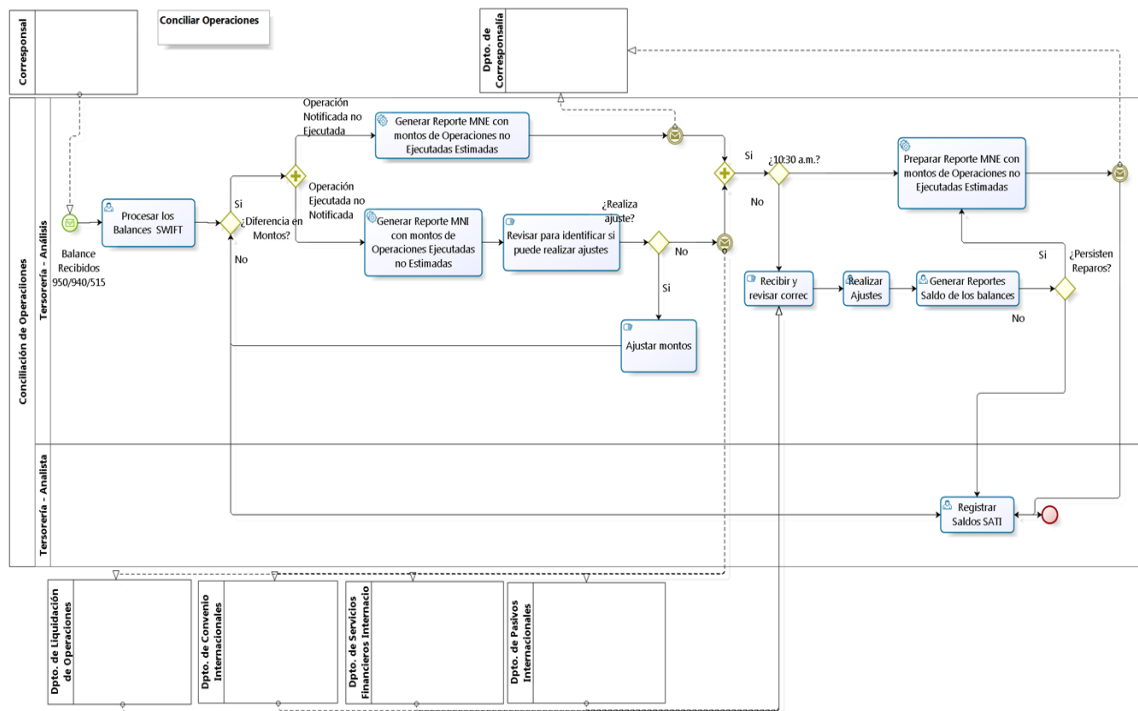 Corresponsal
Conciliar Operaciones
Dpto. de
Corresponsalía
Conciliación de Operaciiones
Tersorería - Análisis
Operación
Notificada no
Ejecutada
Generar Reporte MNE con
montos de Operaciones no
Ejecutadas Estimadas
Si
¿10:30 a.m.?
No
Preparar Reporte MNE con
montos de Operaciones no
Ejecutadas Estimadas
Procesar los
Balances SWIFT
Si
¿Diferencia en
Montos?
No
Operación
Ejecutada no
Notificada
Generar Reporte MNI
con montos de
Operaciones Ejecutadas
no Estimadas
Revisar para identificar si
puede realizar ajustes
¿Realiza
ajuste?
No
Si
Balance
Recibidos
950/940/515
Recibir y
revisar correc
Realizar
Ajustes
Generar Reportes
Saldo de los balances
Si
¿Persisten
Reparos?
No
Ajustar montos
Tersorería - Analista
Registrar
Saldos SATI
Dpto. de Liquidación
de Operaciones
Dpto. de Convenio
Internacionales
Dpto. de Servicios
Financieros Internacio
Dpto. de Pasivos
Internacionales